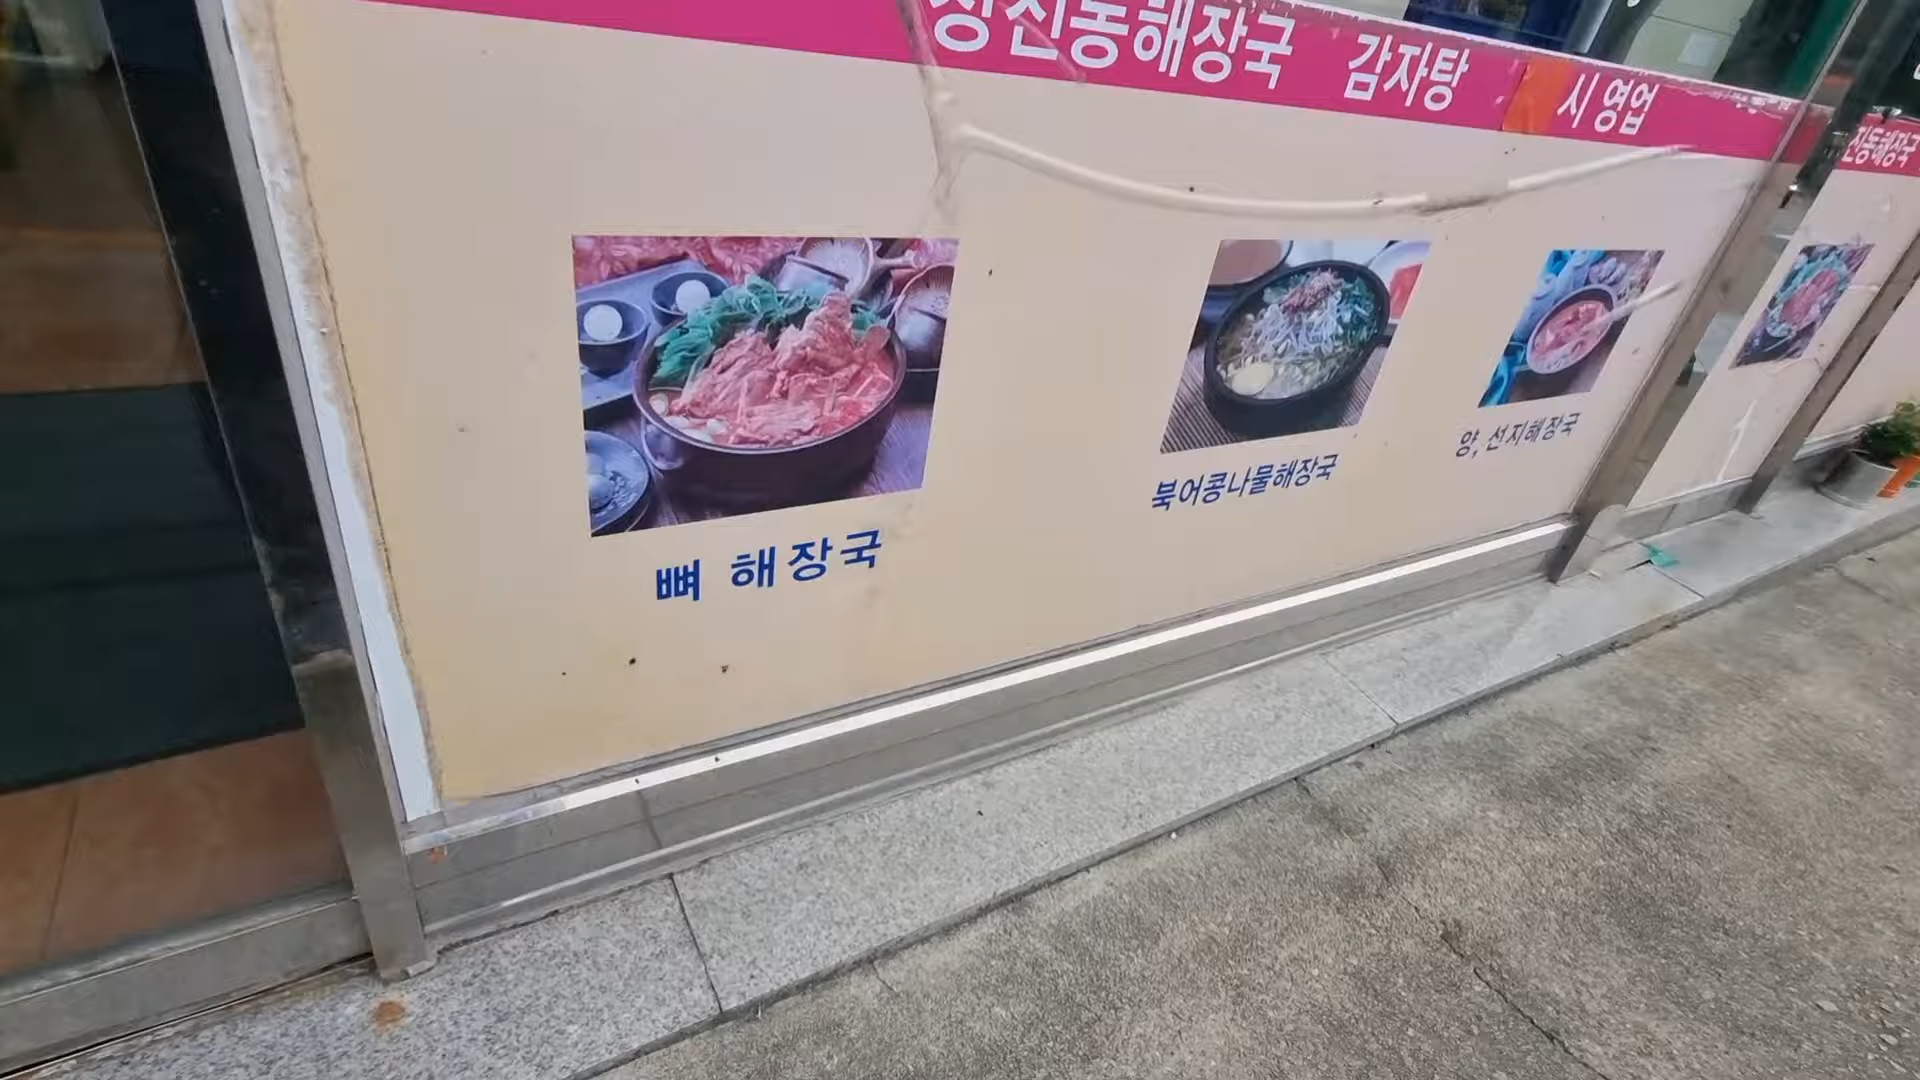 청진동해장국 감자탕 시 영업
진동해장국
뼈 해장국
북어콩나물해장국
양, 선지해장국